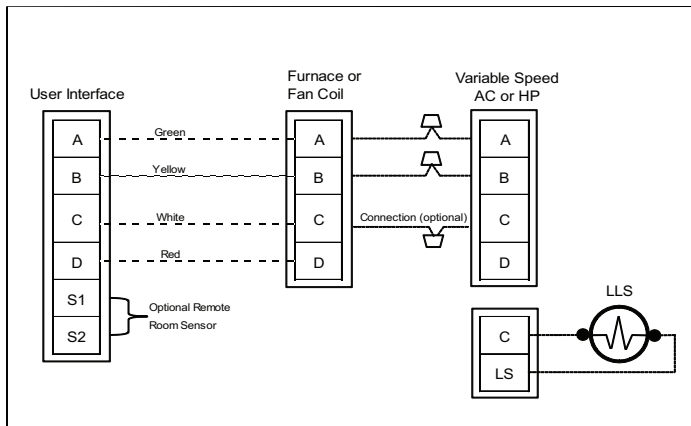 User Interface
Furnace or
Fan Coil
Variable Speed
AC or HP
A
Green
A
A
B
Yellow
B
B
C
White
C
Connection (optional)
C
D
Red
D
D
S1
S2
Optional Remote
Room Sensor
LLS
C
LS